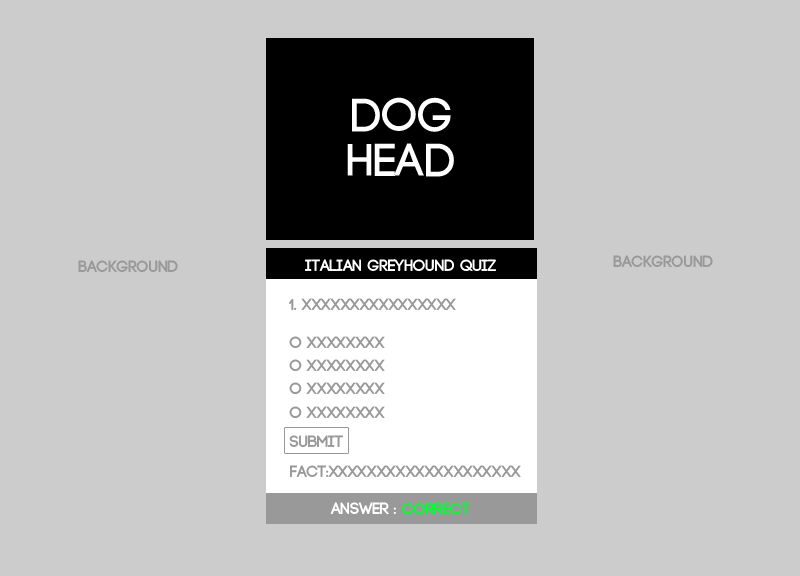 DOG
HEAD
BACKGROUND
BACKGROUND
ITALIAN GREYHOUND QUIZ
1. XXXXXXXXXXXXXXXX
O XXXXXXXX
O XXXXXXXX
O XXXXXXXX
O XXXXXXXX
SUBMIT
FACT:XXXXXXXXXXXXXXXXXXXX
ANSWER : CORRECT